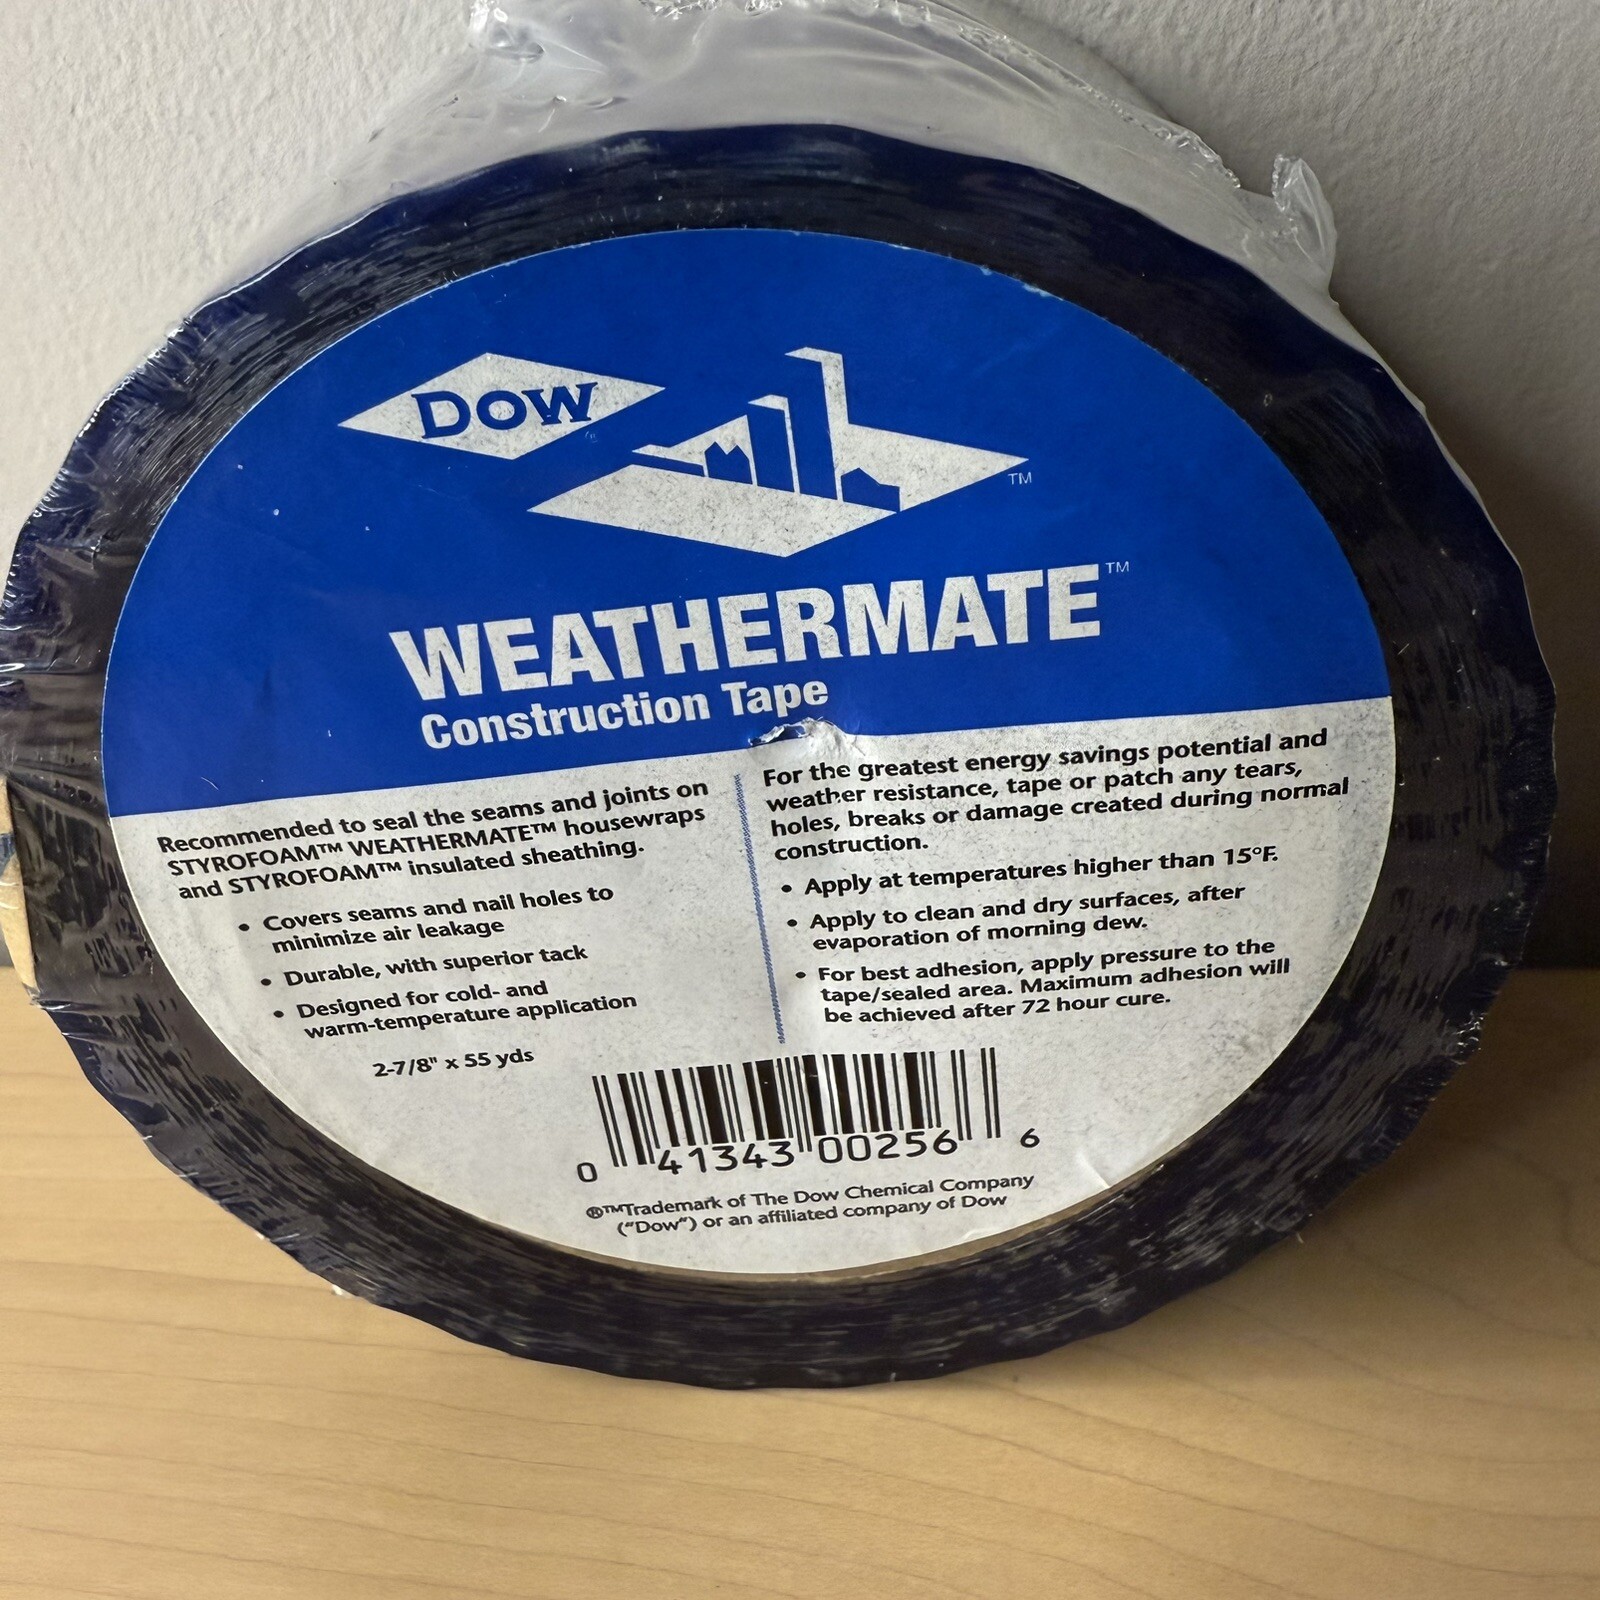 DOW
™
WEATHERMATE™
Construction Tape
Recommended to seal the seams and joints on
STYROFOAM™ WEATHERMATE™ housewraps
and STYROFOAM™ insulated sheathing.
• Covers seams and nail holes to
minimize air leakage
• Durable, with superior tack
• Designed for cold- and
warm-temperature application
2-7/8" x 55 yds
For the greatest energy savings potential and
weather resistance, tape or patch any tears,
holes, breaks or damage created during normal
construction.
• Apply at temperatures higher than 15°F.
• Apply to clean and dry surfaces, after
evaporation of morning dew.
• For best adhesion, apply pressure to the
tape/sealed area. Maximum adhesion will
be achieved after 72 hour cure.
0 41343 00256 6
®™Trademark of The Dow Chemical Company
("Dow") or an affiliated company of Dow